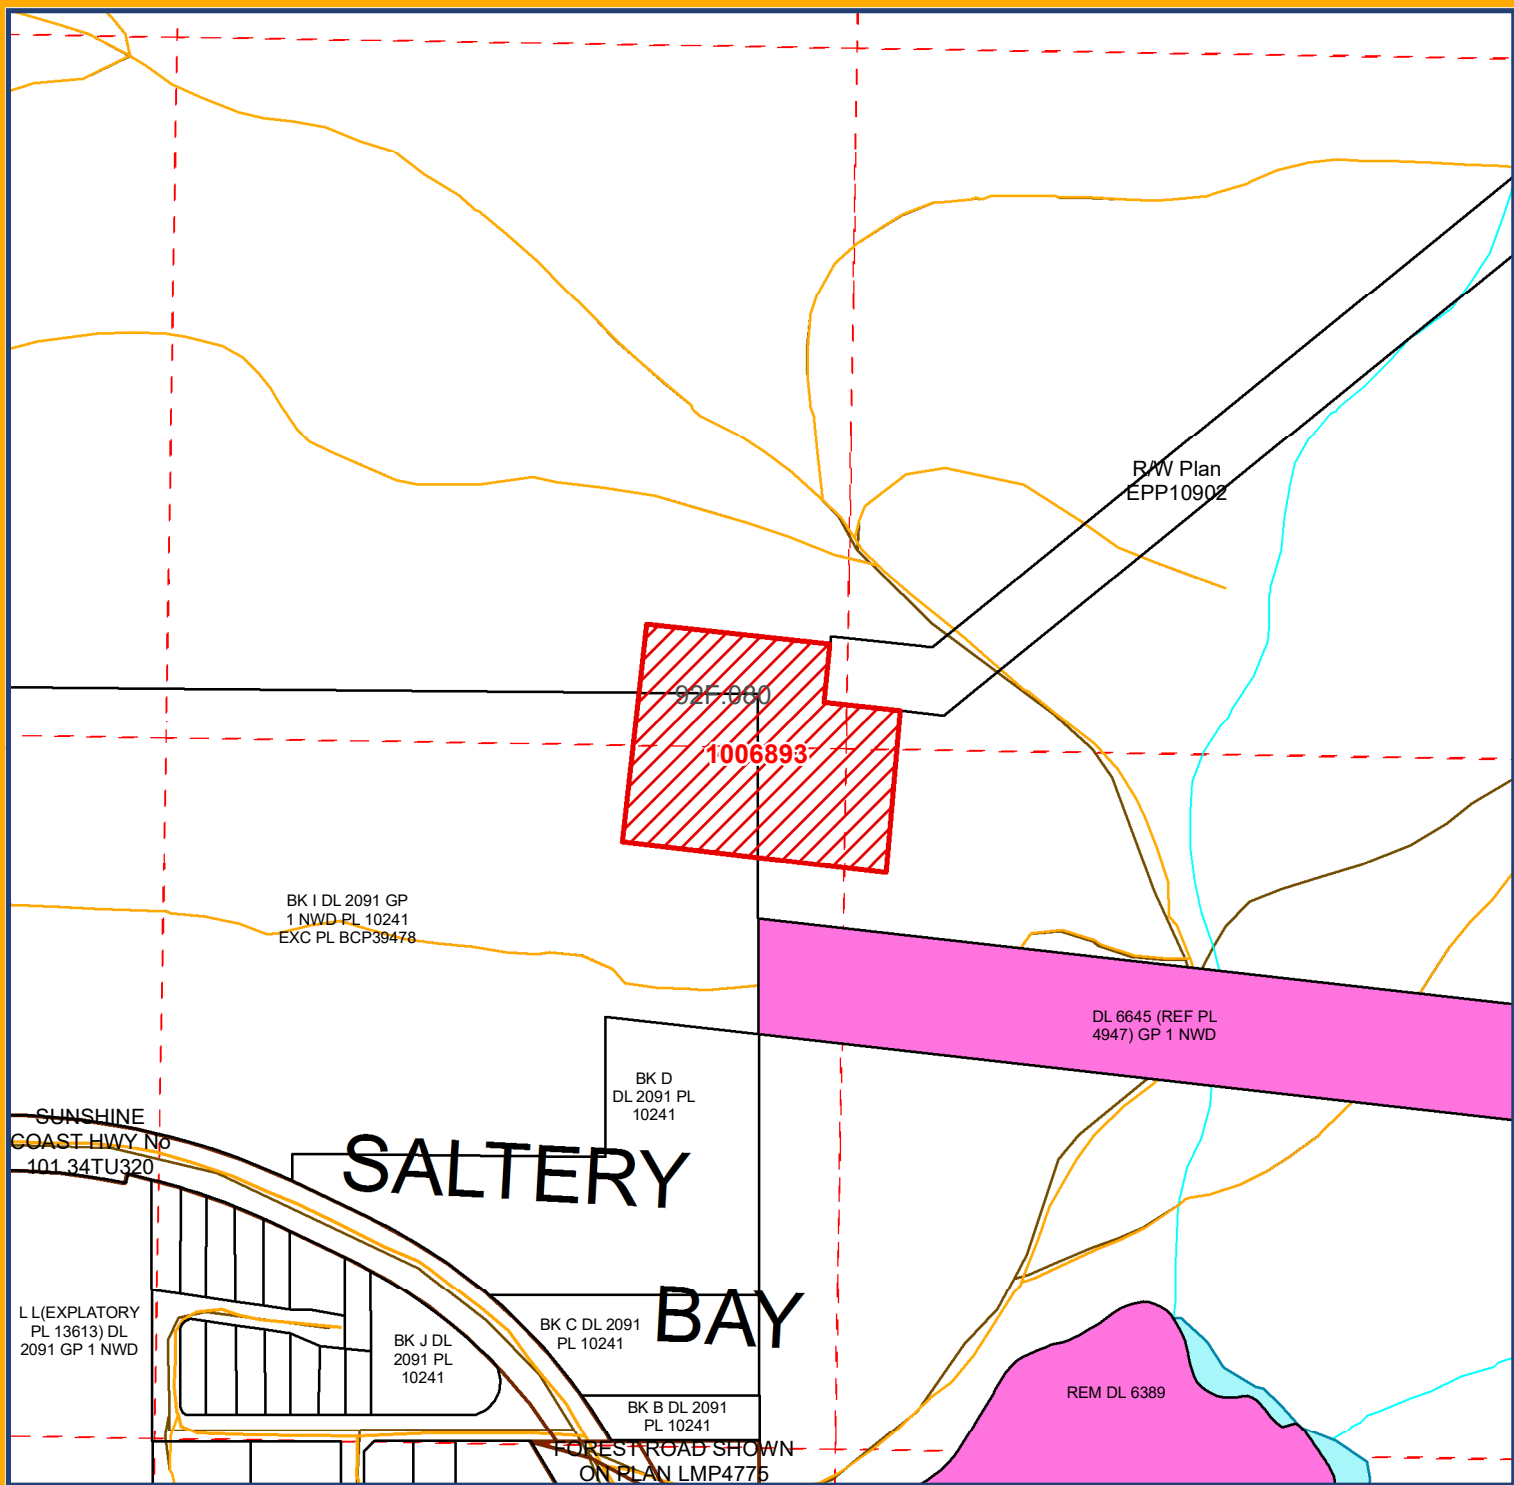 R/W Plan
EPP10902
92F.080
1006893
BK I DL 2091 GP
1 NWD PL 10241
EXC PL BCP39478
DL 6645 (REF PL
4947) GP 1 NWD
BK D
DL 2091 PL
10241
SUNSHINE
COAST HWY No
101 34TU320
SALTERY
BAY
L L(EXPLATORY
PL 13613) DL
2091 GP 1 NWD
BK J DL
2091 PL
10241
BK C DL 2091
PL 10241
REM DL 6389
BK B DL 2091
PL 10241
FOREST ROAD SHOWN
ON PLAN LMP4775